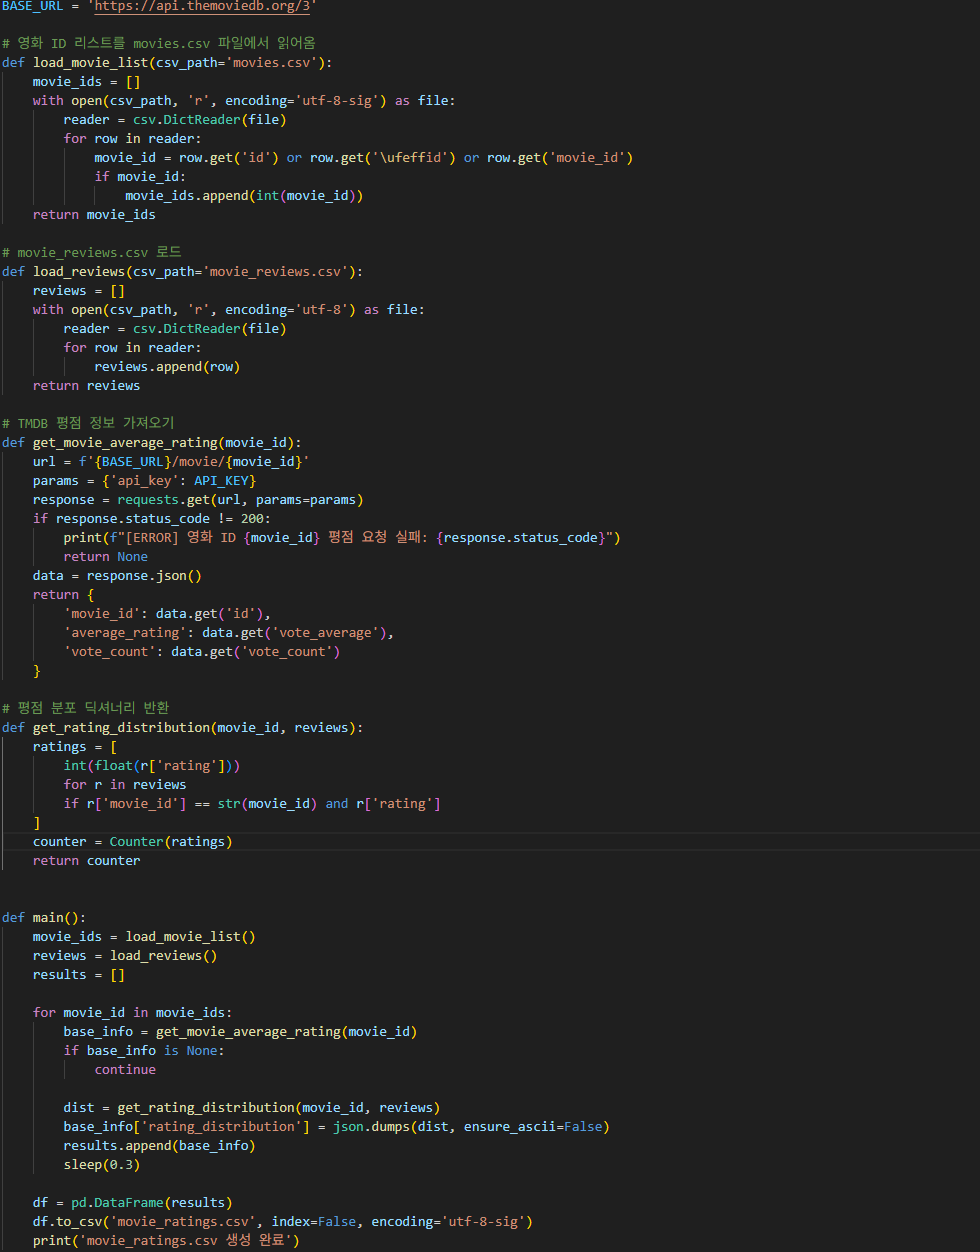 BASE_URL = 'https://api.themoviedb.org/3'
# 영화 ID 리스트를 movies.csv 파일에서 읽어옴
def load_movie_list(csv_path='movies.csv'):
    movie_ids = []
    with open(csv_path, 'r', encoding='utf-8-sig') as file:
        reader = csv.DictReader(file)
        for row in reader:
            movie_id = row.get('id') or row.get('\ufeffid') or row.get('movie_id')
            if movie_id:
                movie_ids.append(int(movie_id))
    return movie_ids
# movie_reviews.csv 로드
def load_reviews(csv_path='movie_reviews.csv'):
    reviews = []
    with open(csv_path, 'r', encoding='utf-8') as file:
        reader = csv.DictReader(file)
        for row in reader:
            reviews.append(row)
    return reviews
# TMDB 평점 정보 가져오기
def get_movie_average_rating(movie_id):
    url = f'{BASE_URL}/movie/{movie_id}'
    params = {'api_key': API_KEY}
    response = requests.get(url, params=params)
    if response.status_code != 200:
        print(f"[ERROR] 영화 ID {movie_id} 평점 요청 실패: {response.status_code}")
        return None
    data = response.json()
    return {
        'movie_id': data.get('id'),
        'average_rating': data.get('vote_average'),
        'vote_count': data.get('vote_count')
    }
# 평점 분포 딕셔너리 반환
def get_rating_distribution(movie_id, reviews):
    ratings = [
        int(float(r['rating']))
        for r in reviews
        if r['movie_id'] == str(movie_id) and r['rating']
    ]
    counter = Counter(ratings)
    return counter
def main():
    movie_ids = load_movie_list()
    reviews = load_reviews()
    results = []
    for movie_id in movie_ids:
        base_info = get_movie_average_rating(movie_id)
        if base_info is None:
            continue
        dist = get_rating_distribution(movie_id, reviews)
        base_info['rating_distribution'] = json.dumps(dist, ensure_ascii=False)
        results.append(base_info)
        sleep(0.3)
    df = pd.DataFrame(results)
    df.to_csv('movie_ratings.csv', index=False, encoding='utf-8-sig')
    print('movie_ratings.csv 생성 완료')